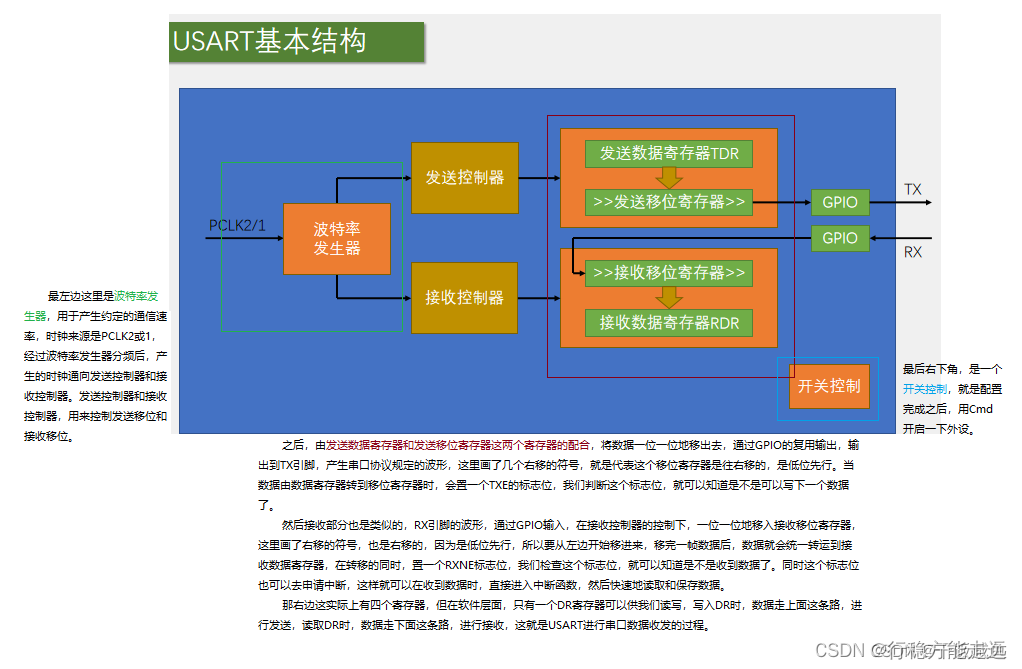 USART基本结构
发送控制器
发送数据寄存器TDR
>>发送移位寄存器>>
GPIO
TX
PCLK2/1
波特率
发生器
GPIO
RX
接收控制器
>>接收移位寄存器>>
接收数据寄存器RDR
开关控制
最左边这里是波特率发
生器，用于产生约定的通信速
率，时钟来源是PCLK2或1，
经过波特率发生器分频后，产
生的时钟通向发送控制器和接
收控制器。发送控制器和接收
控制器，用来控制发送移位和
接收移位。
最后右下角，是一个
开关控制，就是配置
完成之后，用Cmd
开启一下外设。
之后，由发送数据寄存器和发送移位寄存器这两个寄存器的配合，将数据一位一位地移出去，通过GPIO的复用输出，输
出到TX引脚，产生串口协议规定的波形，这里画了几个右移的符号，就是代表这个移位寄存器是往右移的，是低位先行。当
数据由数据寄存器转到移位寄存器时，会置一个TXE的标志位，我们判断这个标志位，就可以知道是不是可以写下一个数据
了。
然后接收部分也是类似的，RX引脚的波形，通过GPIO输入，在接收控制器的控制下，一位一位地移入接收移位寄存器，
这里画了右移的符号，也是右移的，因为是低位先行，所以要从左边开始移进来，移完一帧数据后，数据就会统一转运到接
收数据寄存器，在转移的同时，置一个RXNE标志位，我们检查这个标志位，就可以知道是不是收到数据了。同时这个标志位
也可以去申请中断，这样就可以在收到数据时，直接进入中断函数，然后快速地读取和保存数据。
那右边这实际上有四个寄存器，但在软件层面，只有一个DR寄存器可以供我们读写，写入DR时，数据走上面这条路，进
行发送，读取DR时，数据走下面这条路，进行接收，这就是USART进行串口数据收发的过程。
CSDN @行稳方能走远